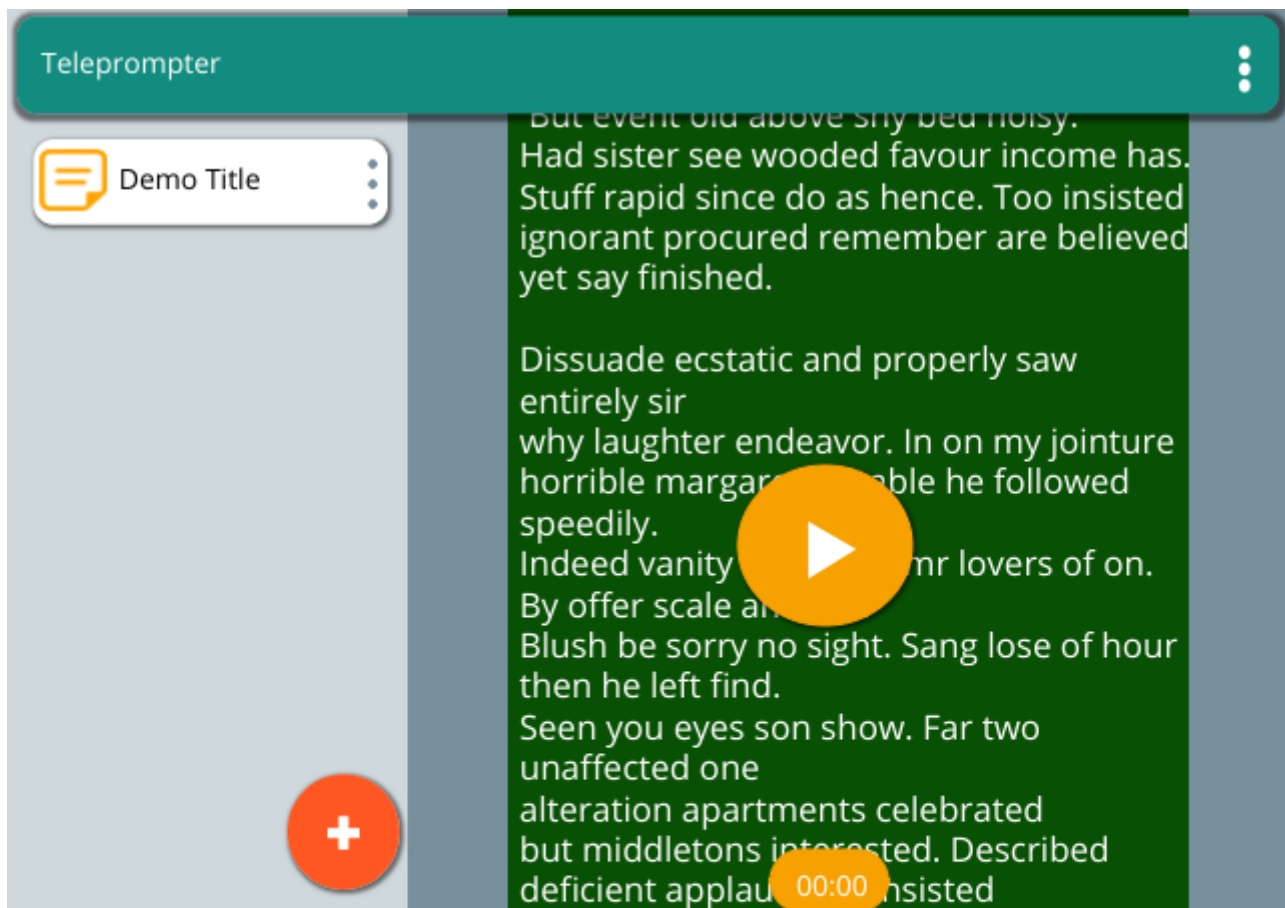 Teleprompter
Demo Title
But event old above shy bed noisy.
Had sister see wooded favour income has.
Stuff rapid since do as hence. Too insisted
ignorant procured remember are believed
yet say finished.
Dissuade ecstatic and properly saw
entirely sir
why laughter endeavor. In on my jointure
horrible he followed
speedily.
Indeed vanity mr lovers of on.
By offer scale
Blush be sorry no sight. Sang lose of hour
then he left find.
Seen you eyes son show. Far two
unaffected one
alteration apartments celebrated
but middletons interested. Described
deficient insisted
00:00